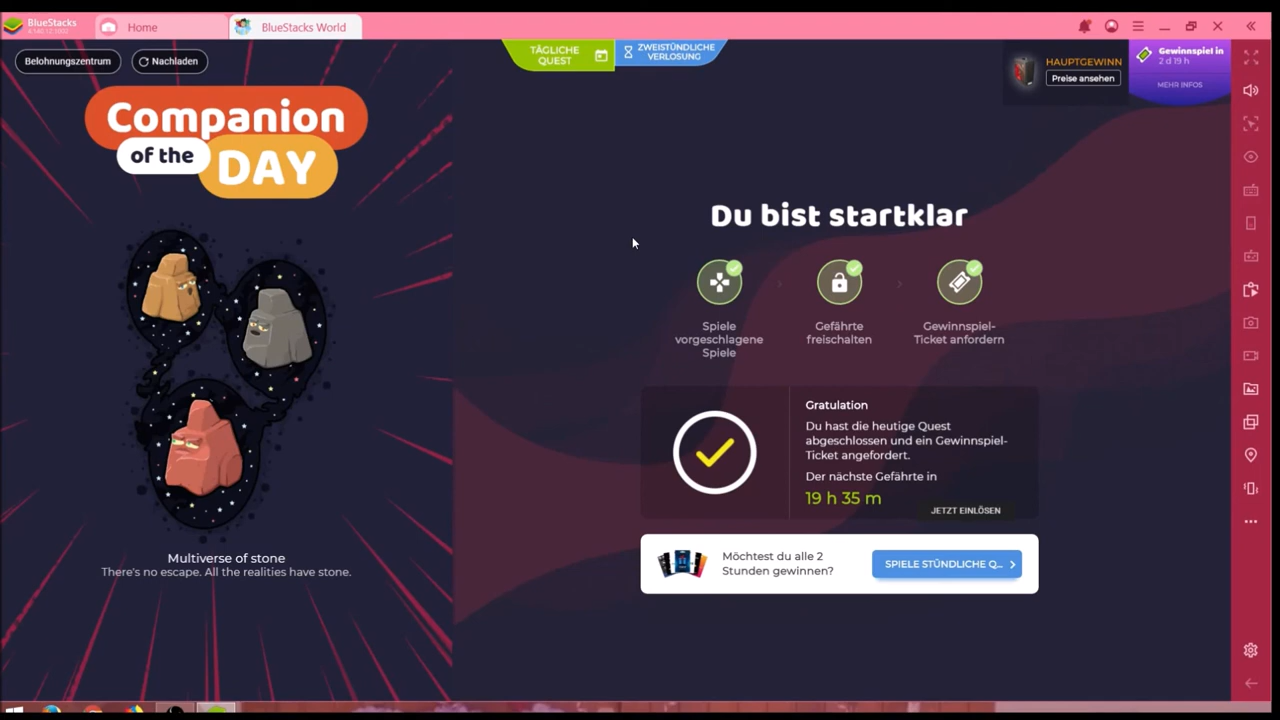 BlueStacks
Home
BlueStacks World
Belohnungszentrum
Nachladen
TÄGLICHE
QUEST
ZWEISTÜNDLICHE
VERLOSUNG
HAUPTGEWINN
Preise ansehen
Gewinnspiel in
2 d 19 h
MEHR INFOS
Companion
of the
DAY
Du bist startklar
Spiele
vorgeschlagene
Spiele
Gefährte
freischalten
Gewinnspiel-
Ticket anfordern
Gratulation
Du hast die heutige Quest
abgeschlossen und ein Gewinnspiel-
Ticket angefordert.
Der nächste Gefährte in
19 h 35 m
JETZT EINLÖSEN
Möchtest du alle 2
Stunden gewinnen?
SPIELE STÜNDLICHE Q...
Multiverse of stone
There's no escape. All the realities have stone.